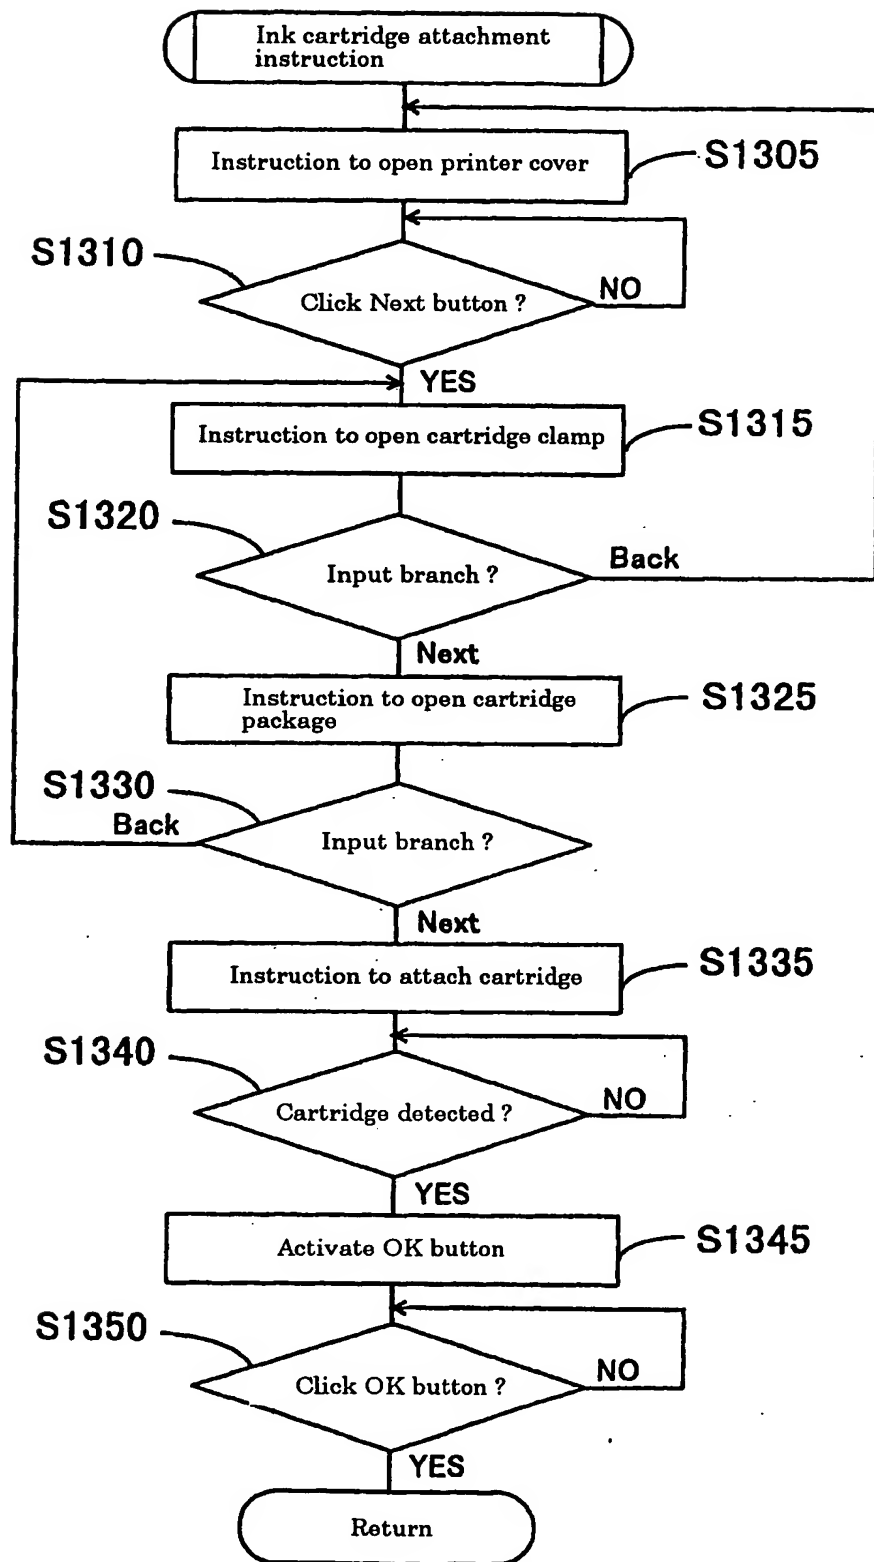 Ink cartridge attachment
instruction
Instruction to open printer cover
S1305
S1310
Click Next button ?
NO
YES
Instruction to open cartridge clamp
S1315
S1320
Input branch ?
Back
Next
Instruction to open cartridge
package
S1325
S1330
Back
Input branch ?
Next
Instruction to attach cartridge
S1335
S1340
Cartridge detected ?
NO
YES
Activate OK button
S1345
S1350
Click OK button ?
NO
YES
Return